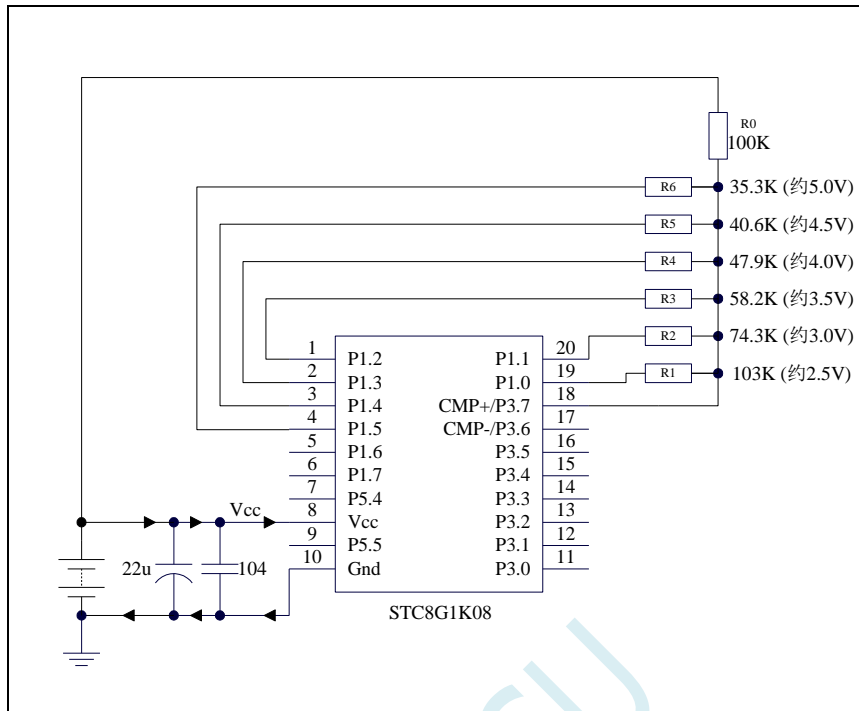 R0
100K
R6 35.3K (约5.0V)
R5 40.6K (约4.5V)
R4 47.9K (约4.0V)
R3 58.2K (约3.5V)
R2 74.3K (约3.0V)
R1 103K (约2.5V)
1 P1.2 P1.1 20
2 P1.3 P1.0 19
3 P1.4 CMP+/P3.7 18
4 P1.5 CMP-/P3.6 17
5 P1.6 P3.5 16
6 P1.7 P3.4 15
7 P5.4 P3.3 14
Vcc 8 Vcc P3.2 13
9 P5.5 P3.1 12
10 Gnd P3.0 11
22u 104
STC8G1K08